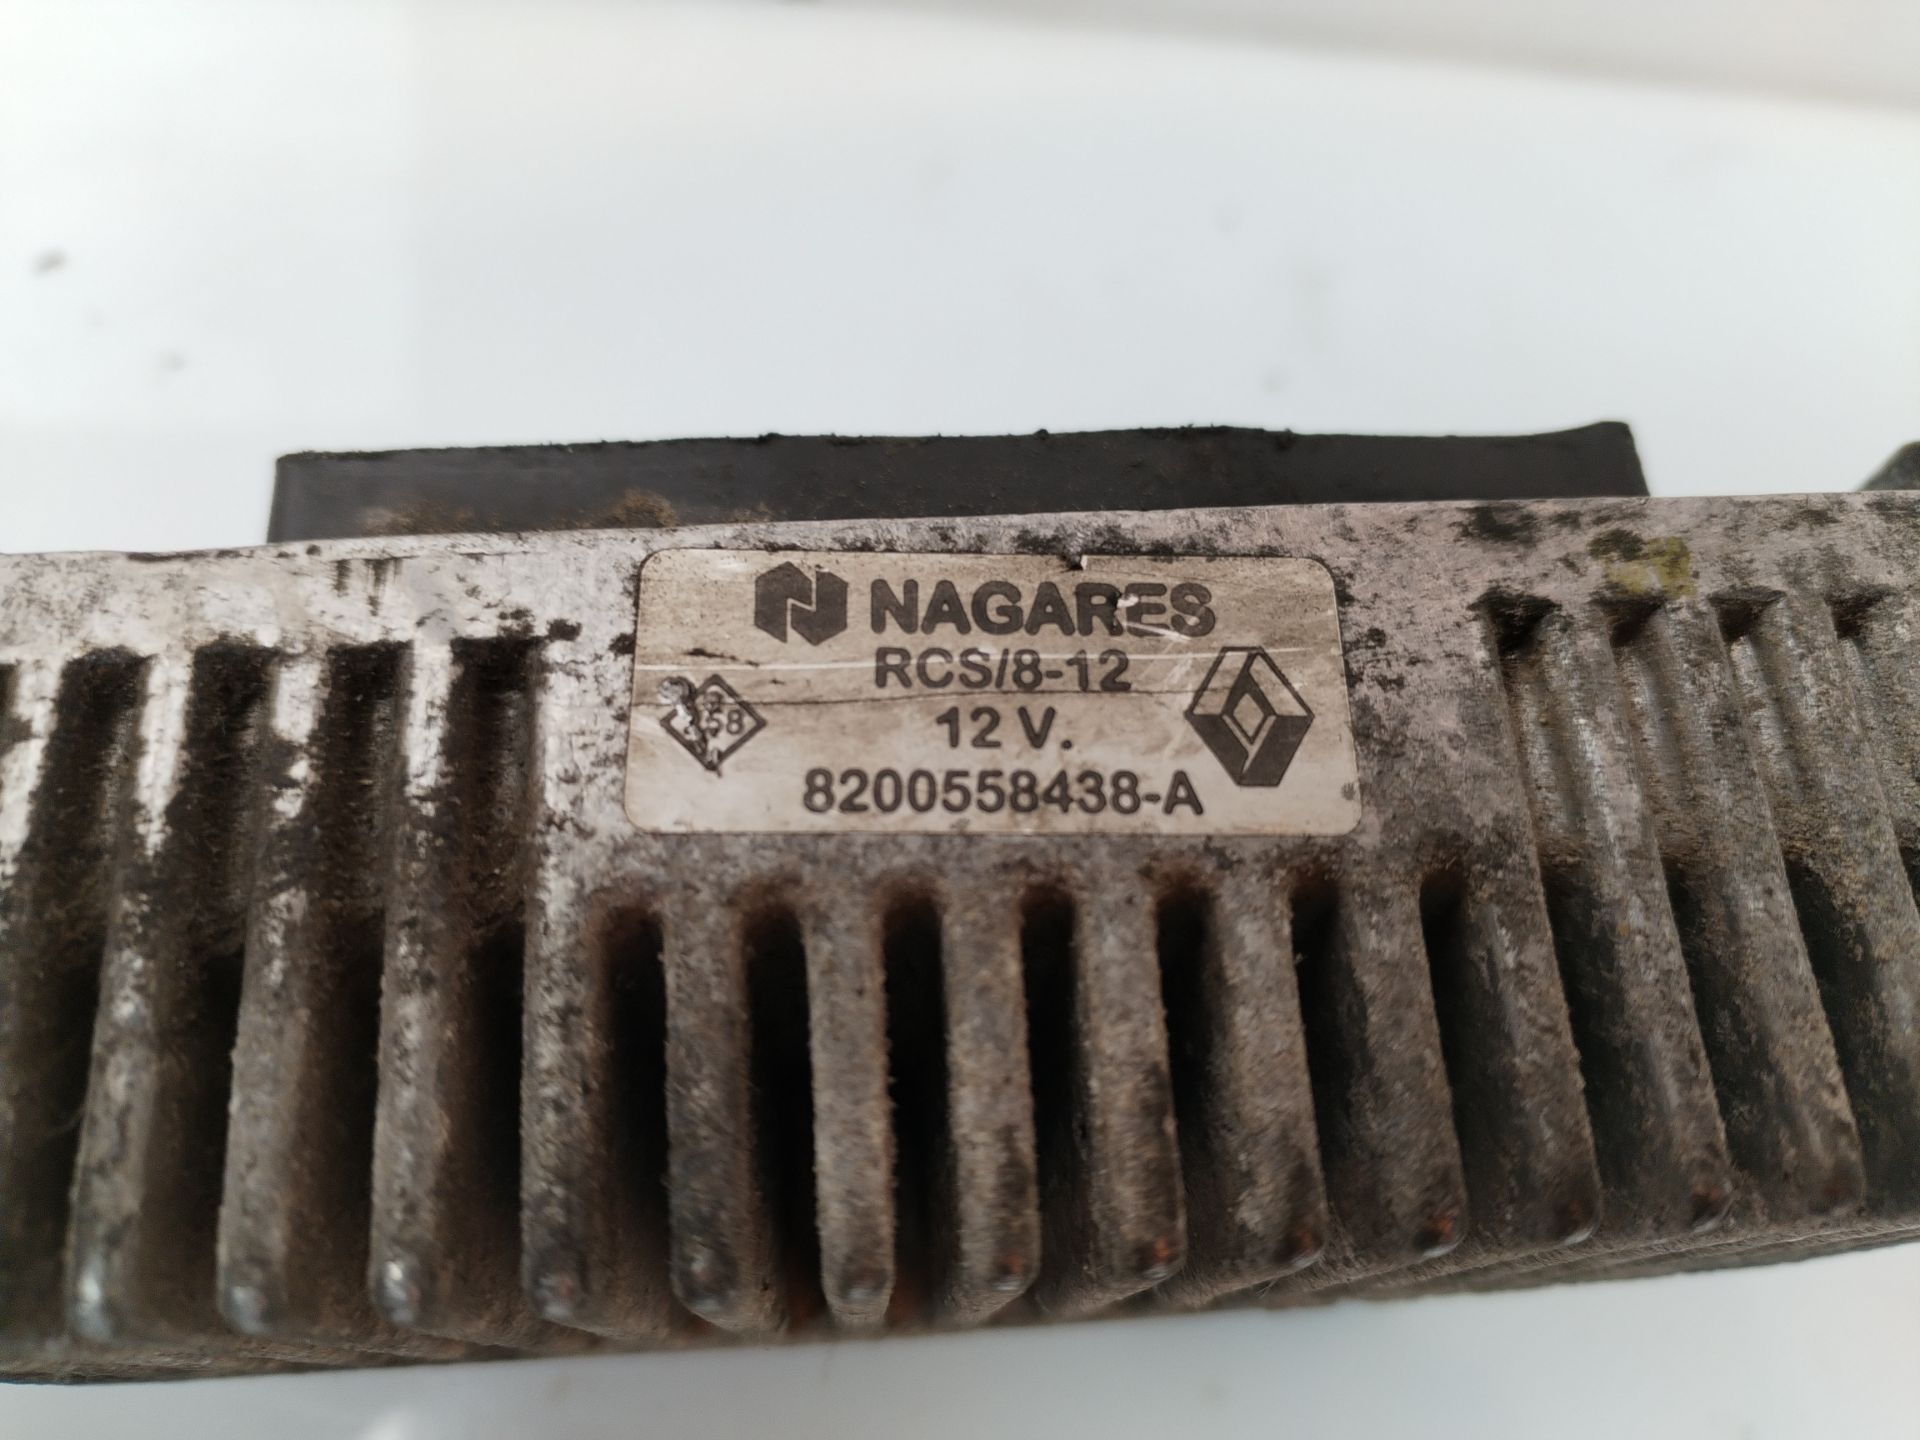 NAGARES
RCS/8-12
12 V.
8200558438-A